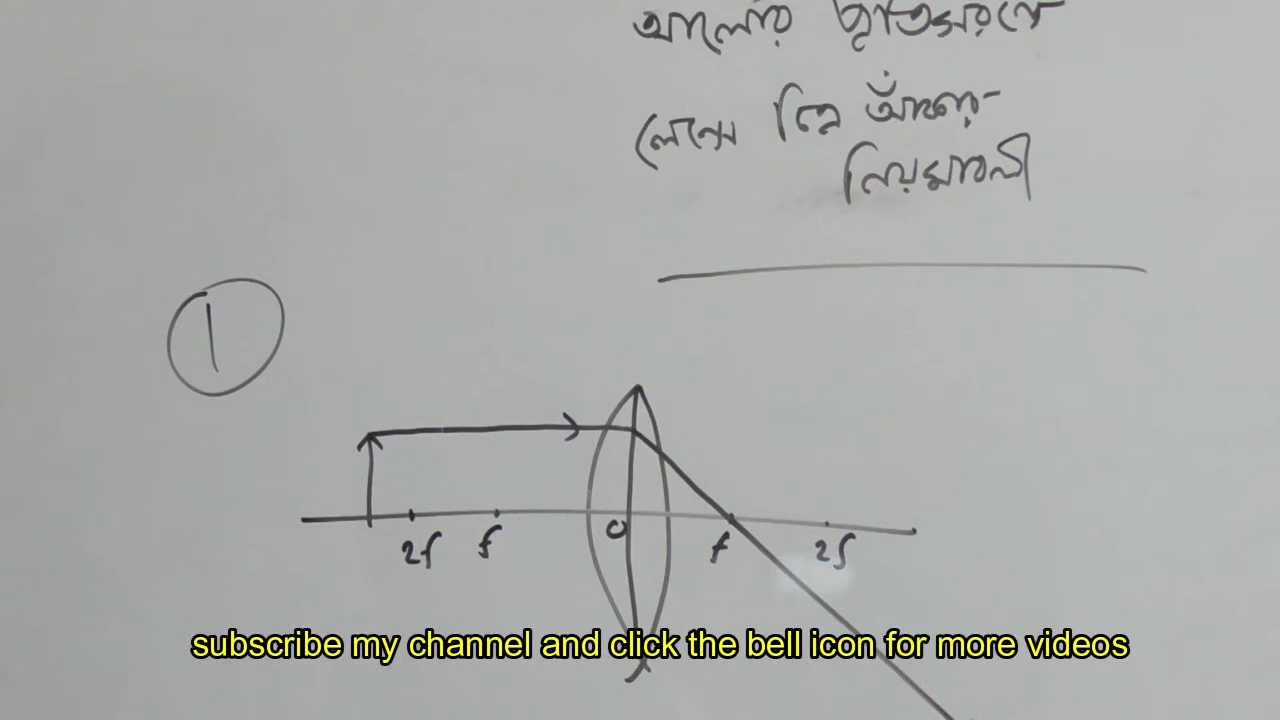 আলোর প্রতিসরণে
লেন্সে চিত্র আঁকার
নিয়মাবলী
1
2f f O f 2f
subscribe my channel and click the bell icon for more videos